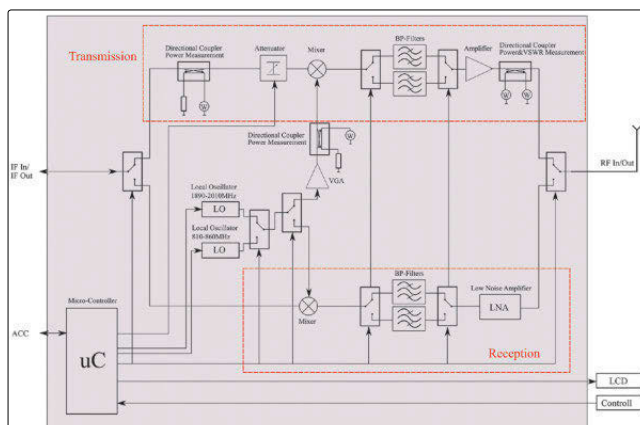 Transmission
Directional Coupler
Power Measurement
Attenuator
Mixer
BP-Filters
Amplifier
Directional Coupler
Power&VSWR Measurement
W
W
Directional Coupler
Power Measurement
W
IF In/
IF Out
RF In/Out
VGA
Local Oscillator
1890-2010MHz
LO
Local Oscillator
810-860MHz
LO
Micro-Controller
BP-Filters
Low Noise Amplifier
LNA
Mixer
ACC
uC
Reception
LCD
Controll